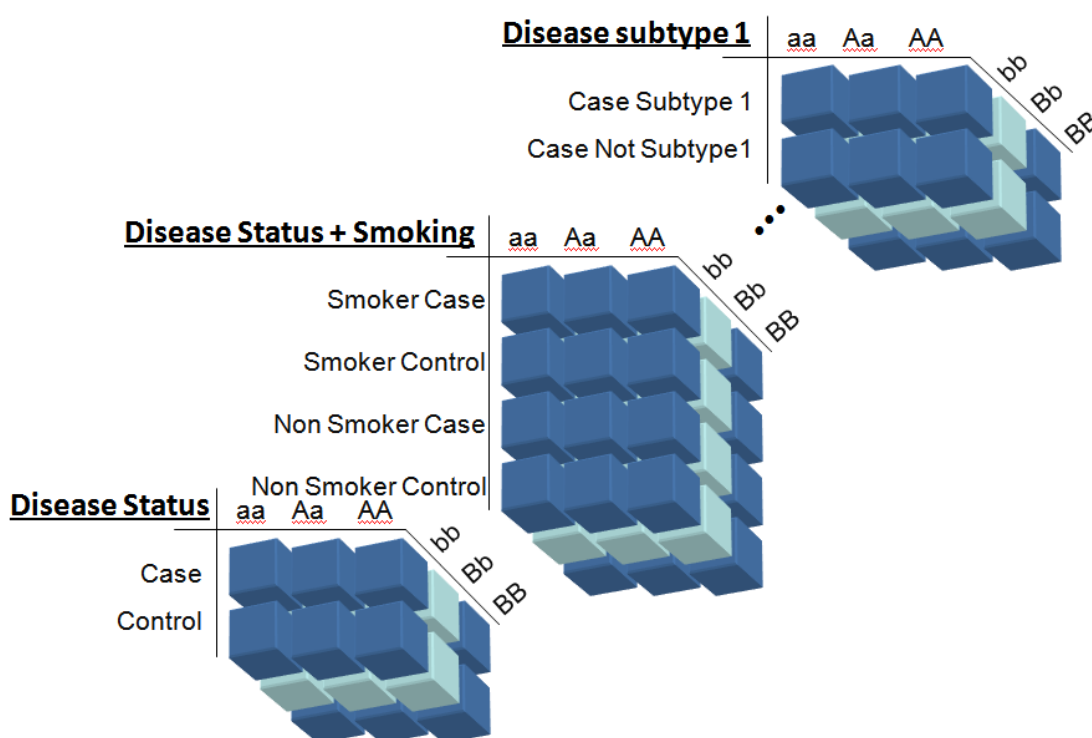 Disease subtype 1
aa Aa AA
bb
Bb
BB
Case Subtype 1
Case Not Subtype1
...
Disease Status + Smoking
aa Aa AA
bb
Bb
BB
Smoker Case
Smoker Control
Non Smoker Case
Non Smoker Control
Disease Status
aa Aa AA
bb
Bb
BB
Case
Control